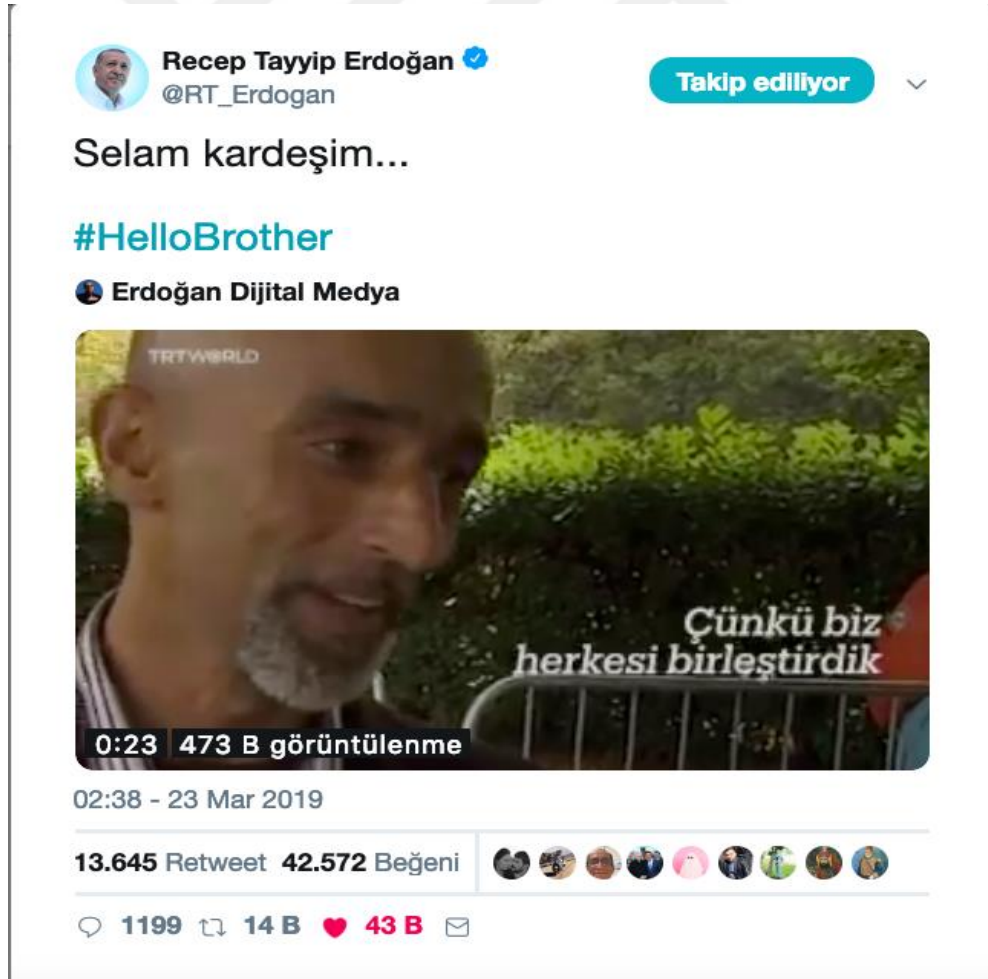 Recep Tayyip Erdoğan
Takip ediliyor
@RT_Erdogan
Selam kardeşim...
#HelloBrother
Erdoğan Dijital Medya
TRTWORLD
Çünkü biz
herkesi birleştirdik
0:23 473 B görüntülenme
02:38 - 23 Mar 2019
13.645 Retweet 42.572 Beğeni
1199 14 B 43 B